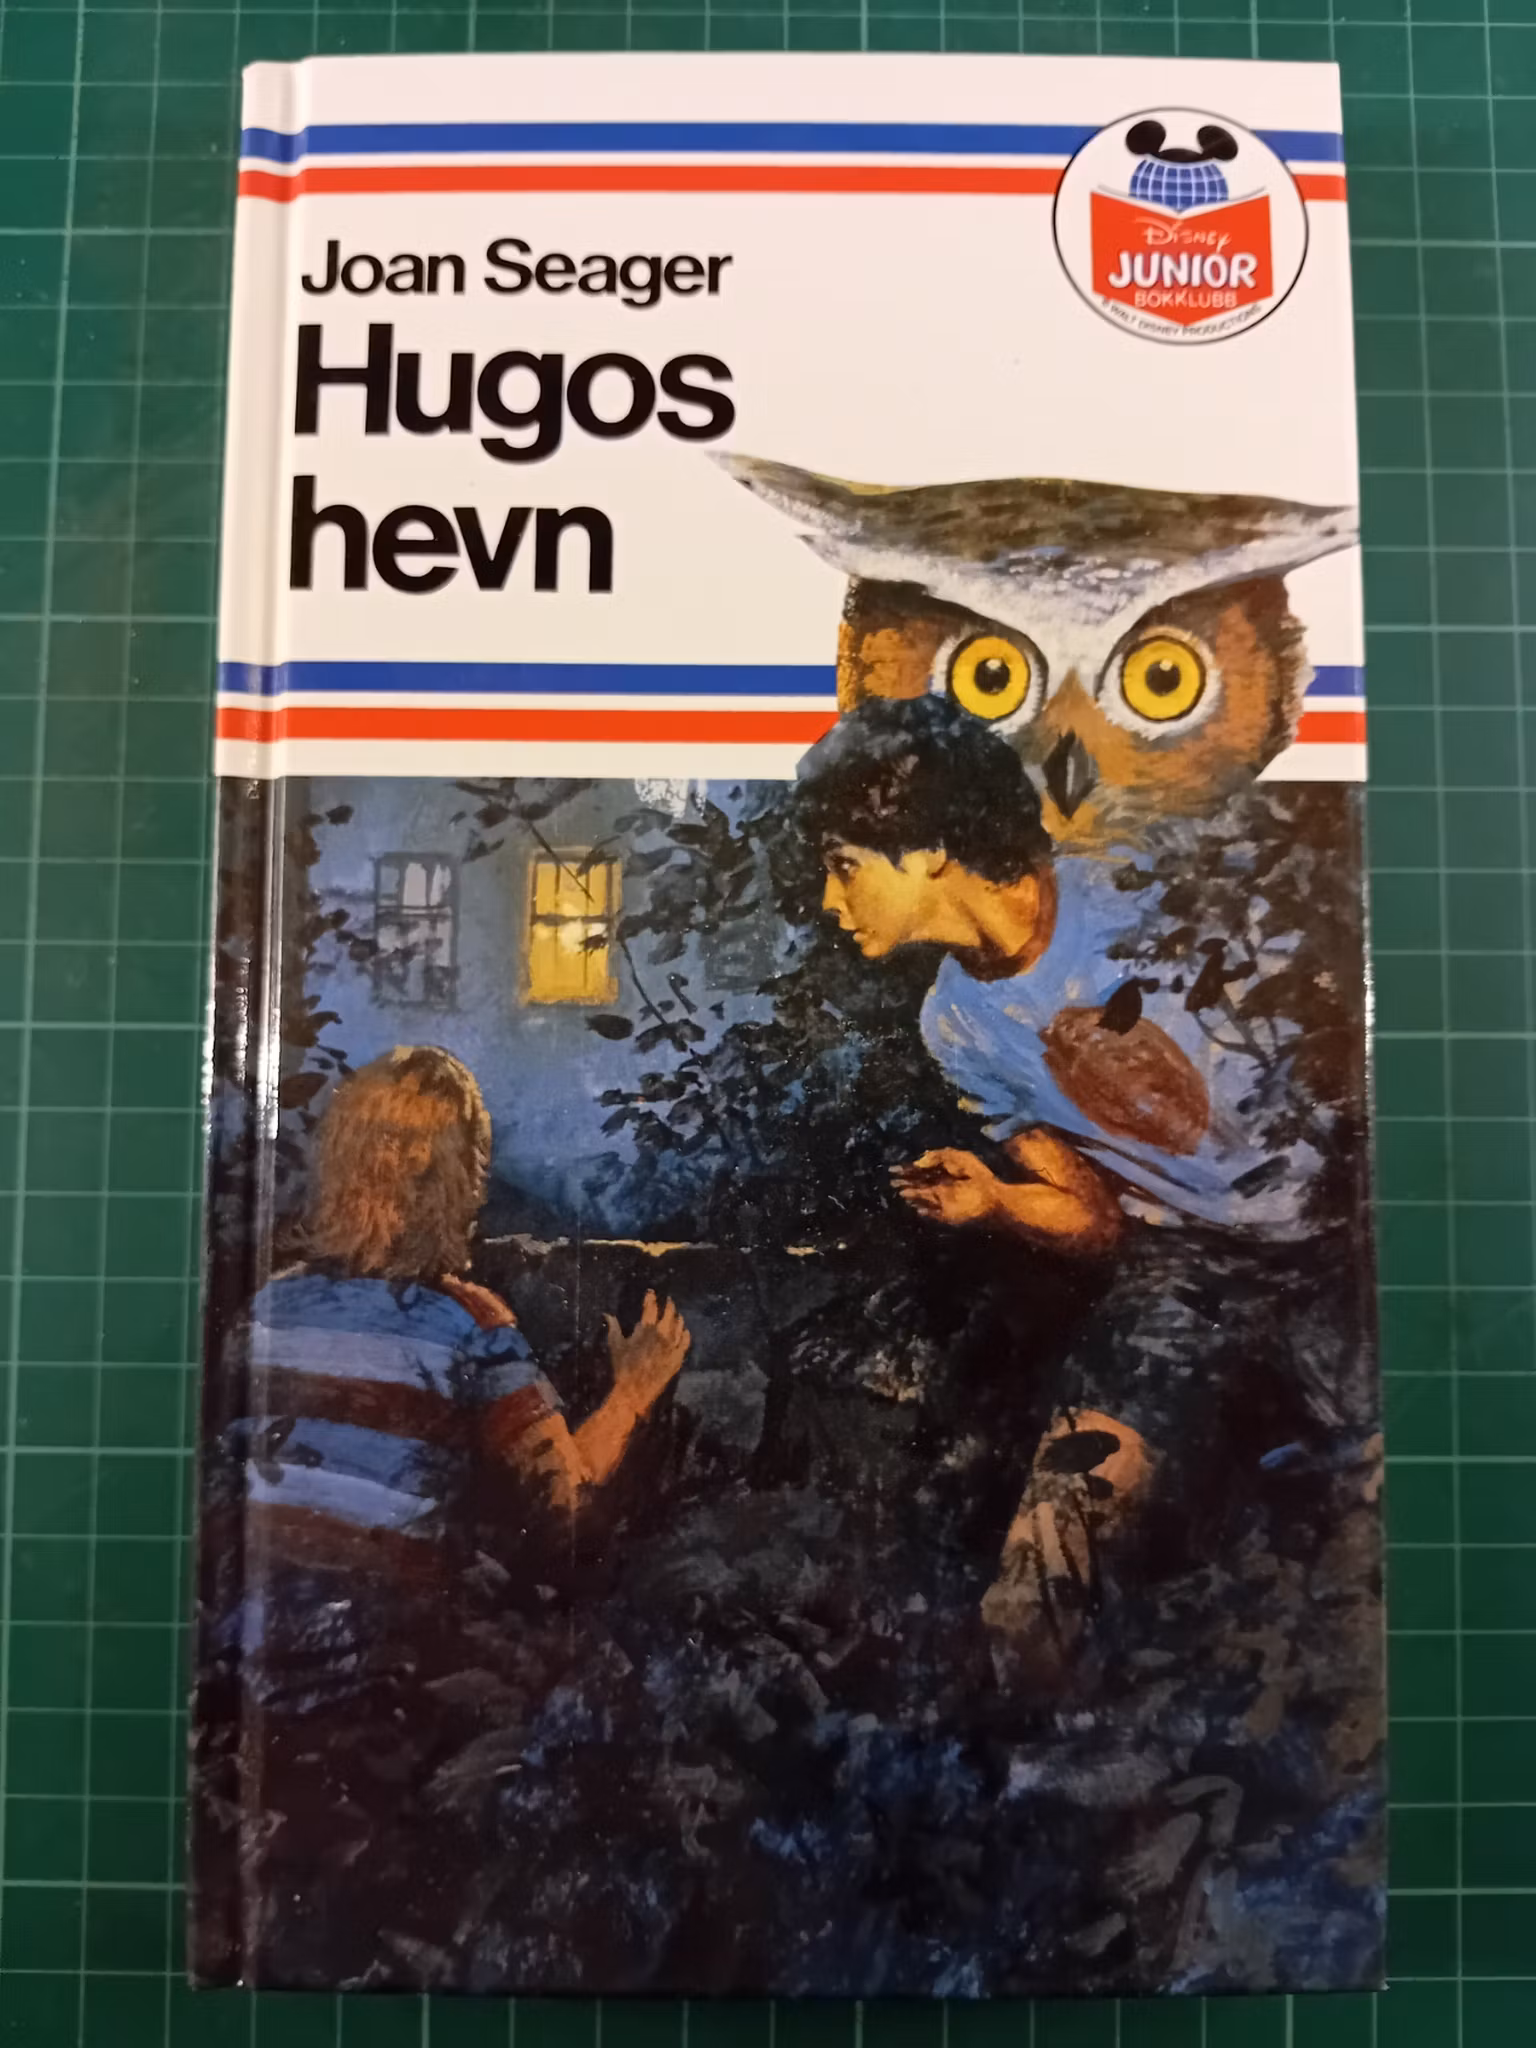 Joan Seager
Hugos
hevn
DISNEY
JUNIOR
BOKKLUBB
WALT DISNEY PRODUCTIONS